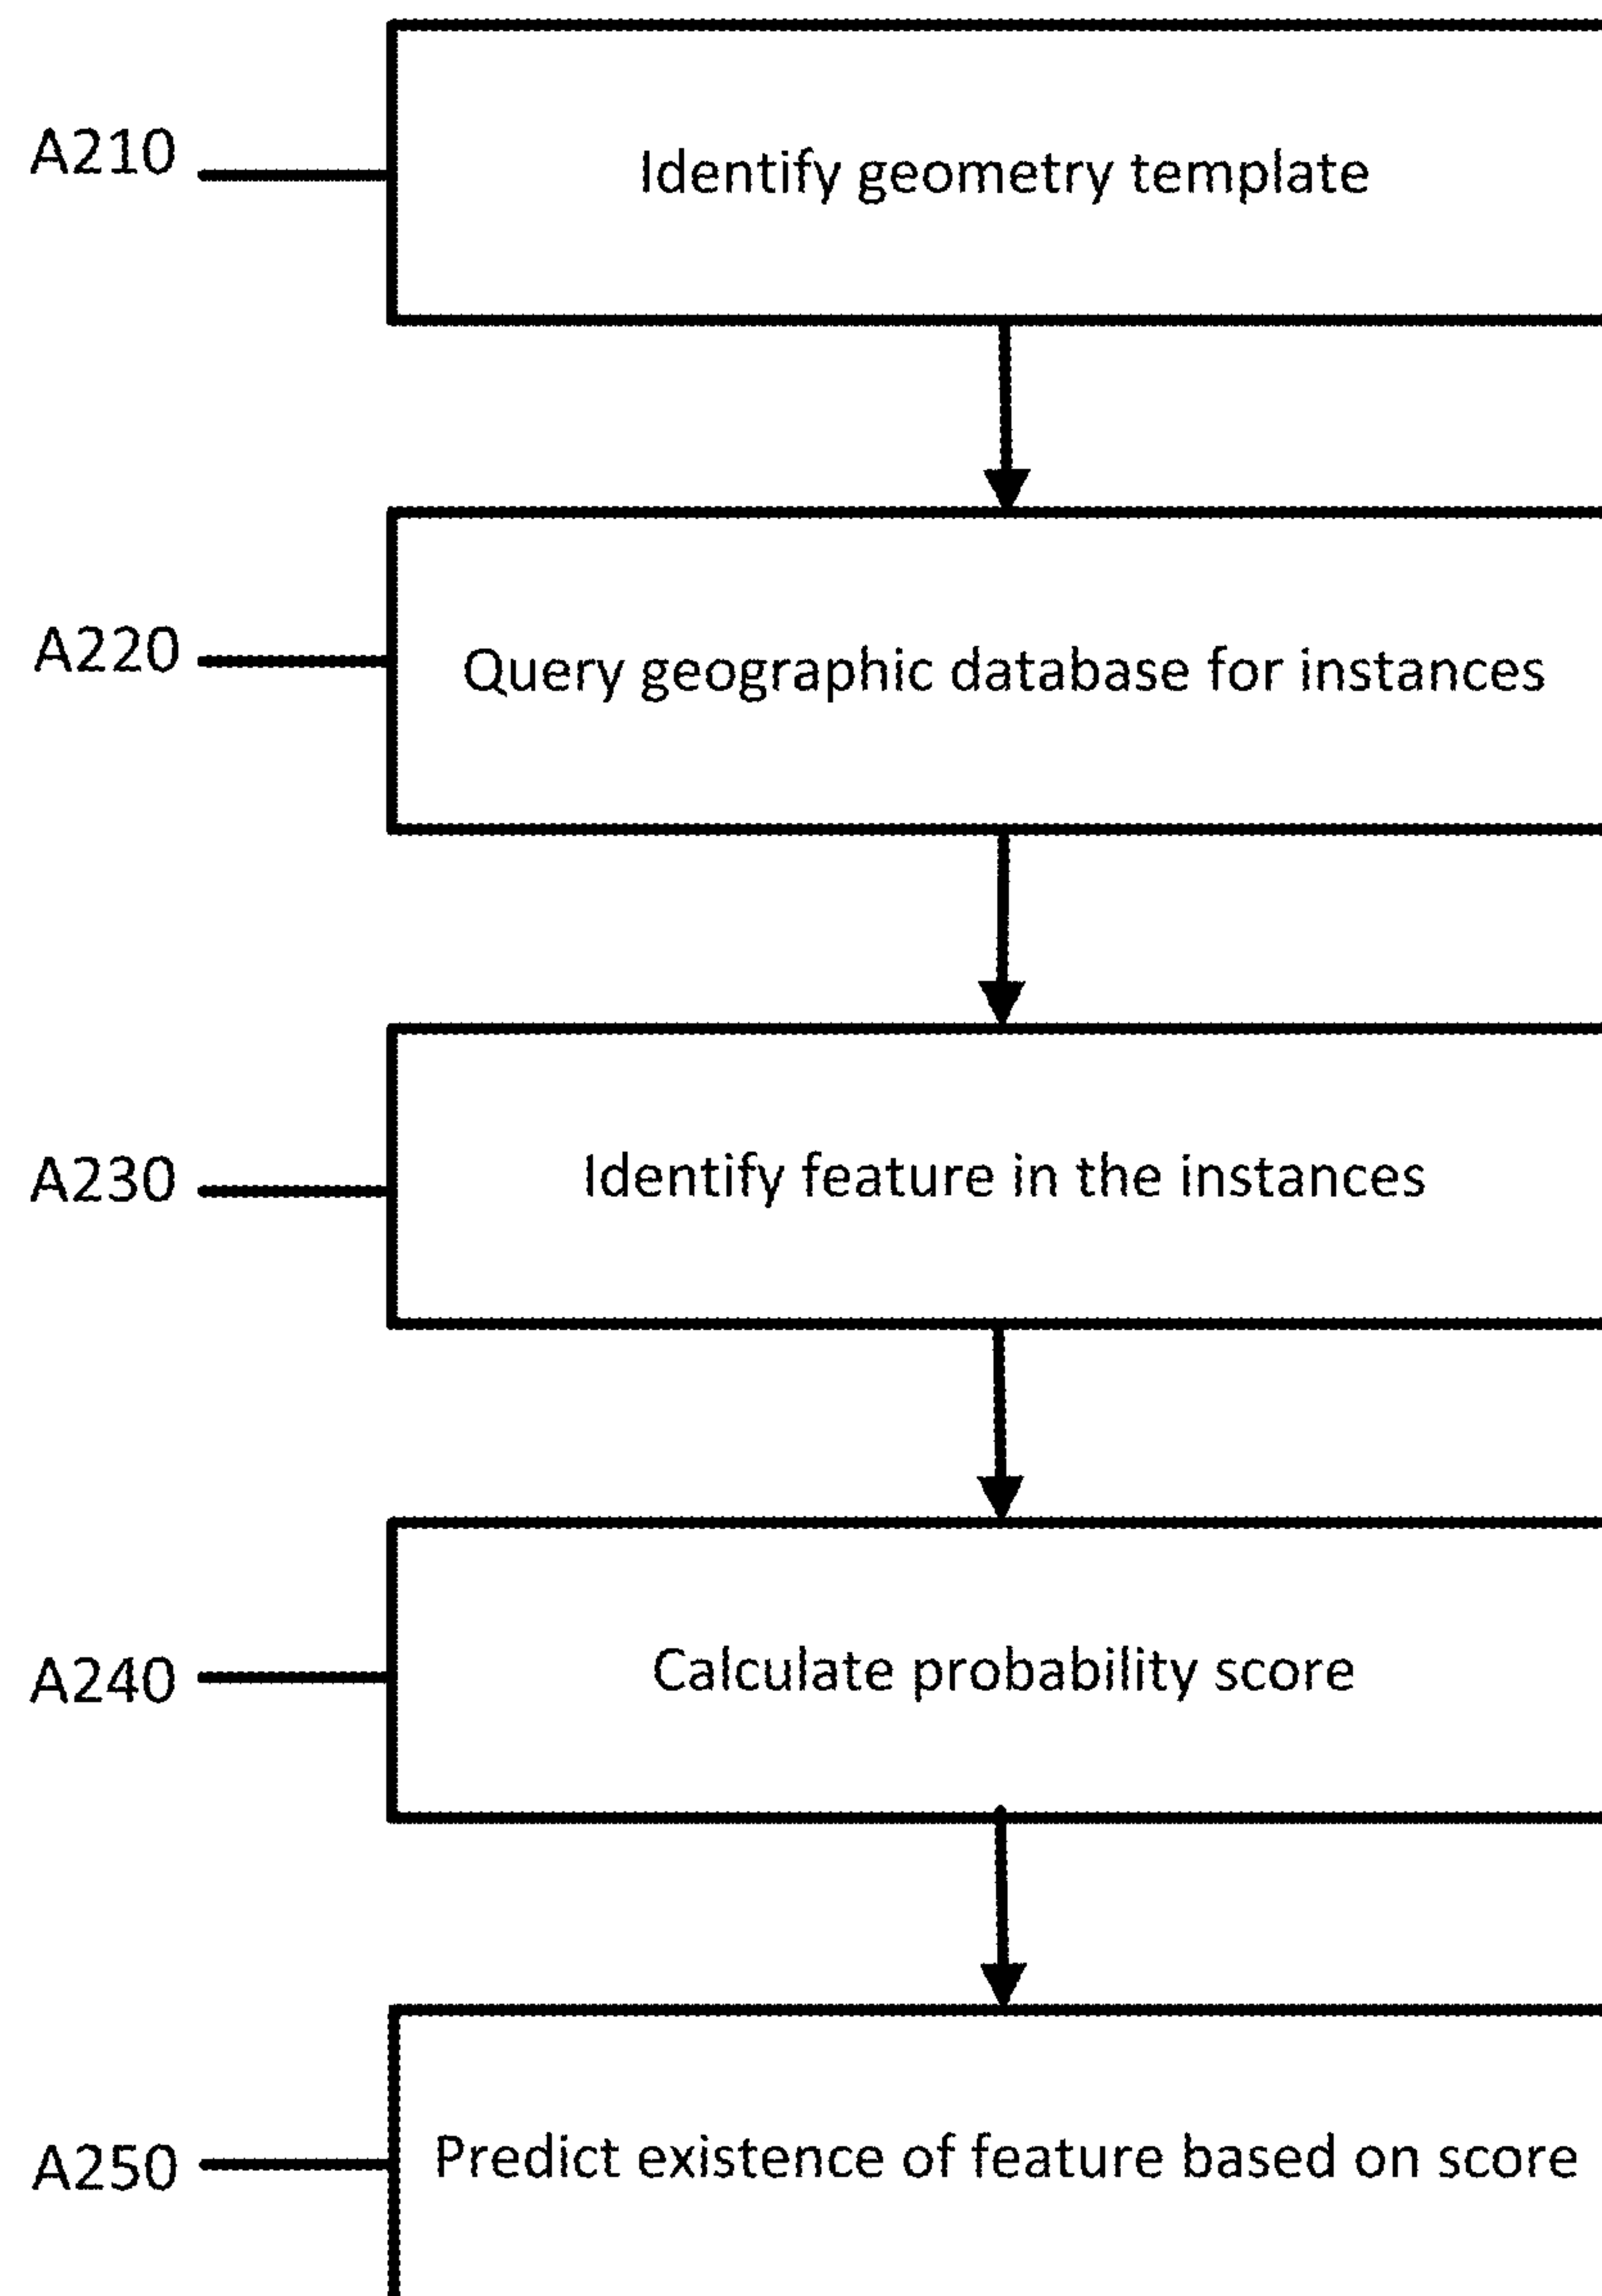 A210
Identify geometry template
A220
Query geographic database for instances
A230
Identify feature in the instances
A240
Calculate probability score
A250
Predict existence of feature based on score